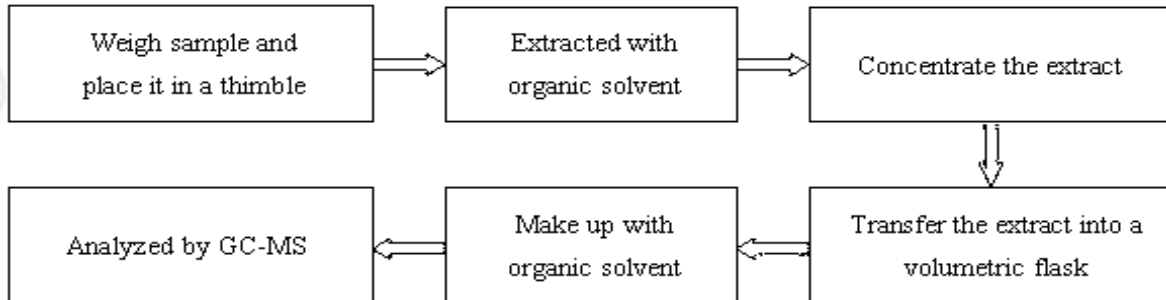 Weigh sample and
place it in a thimble
Extracted with
organic solvent
Concentrate the extract
Transfer the extract into a
volumetric flask
Make up with
organic solvent
Analyzed by GC-MS